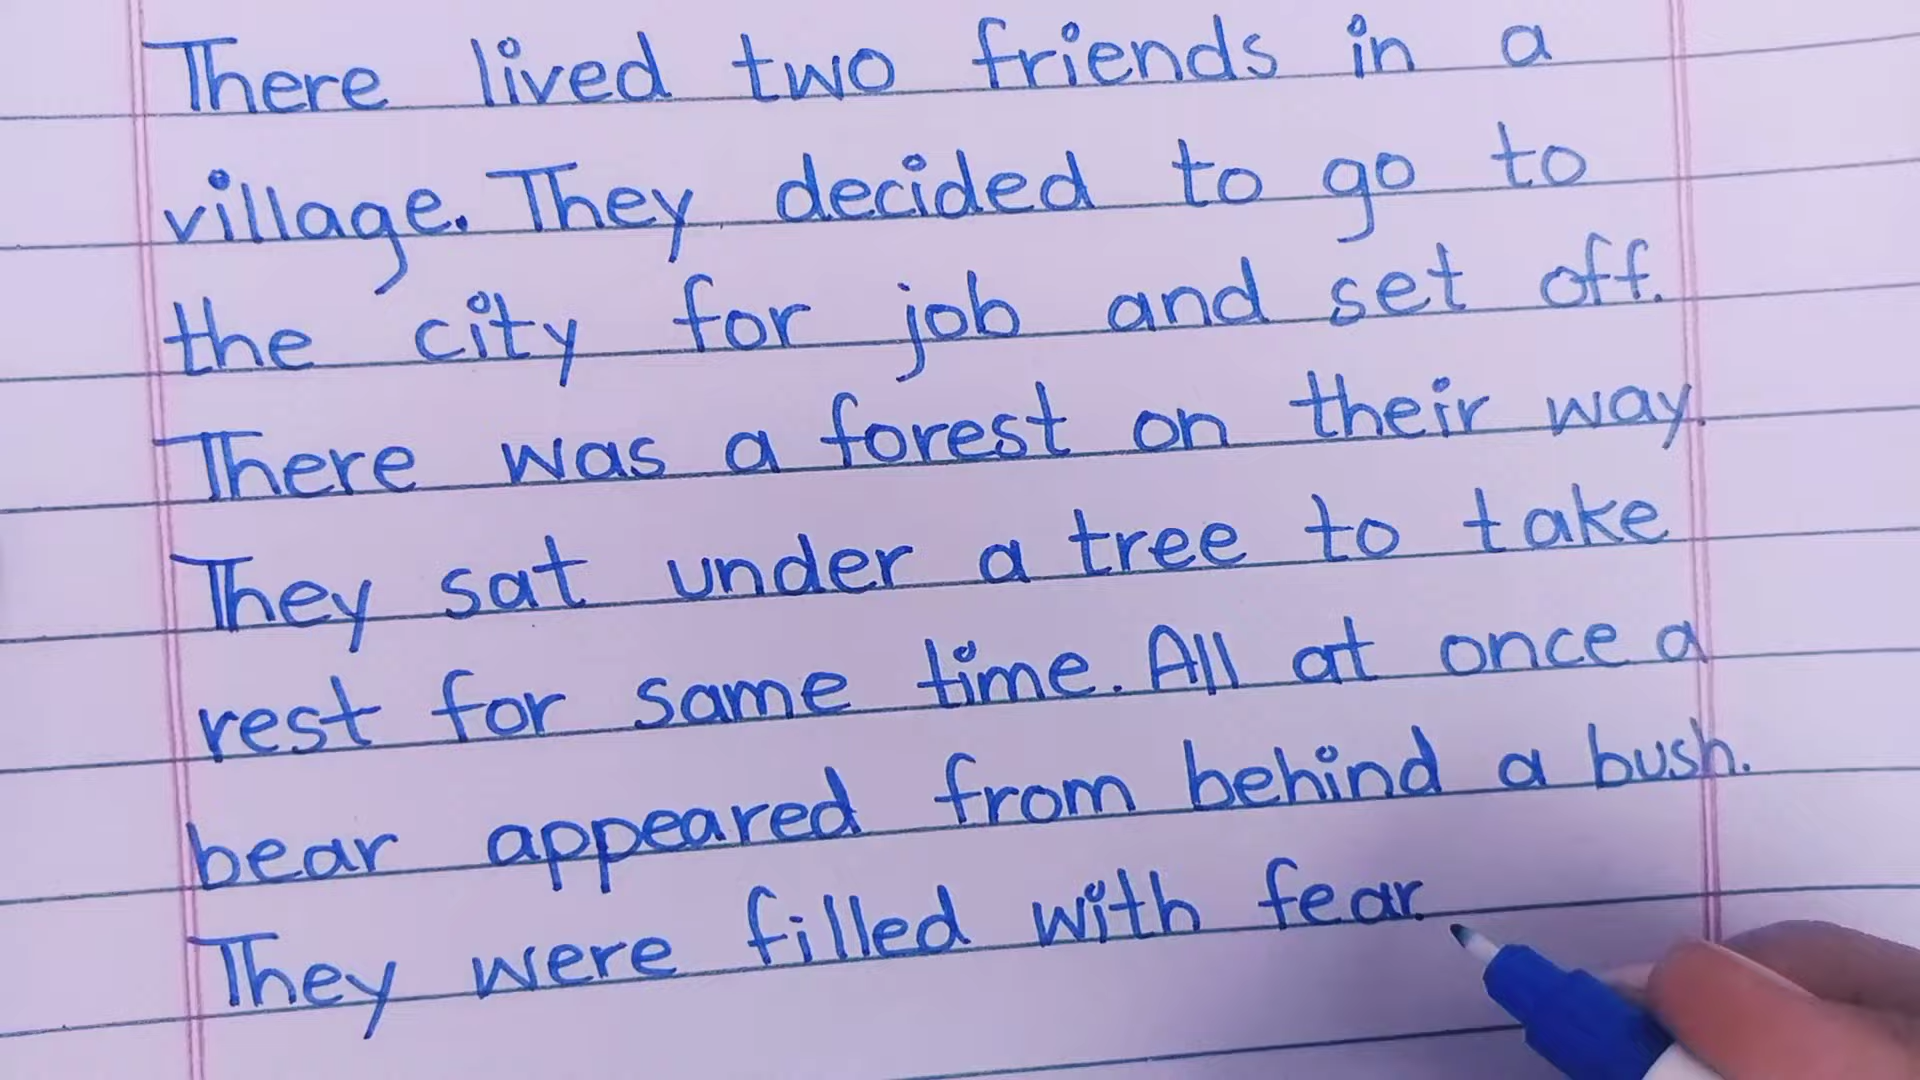 There lived two friends in a
village. They decided to go to
the city for job and set off.
There was a forest on their way.
They sat under a tree to take
rest for same time. All at once a
bear appeared from behind a bush.
They were filled with fear.